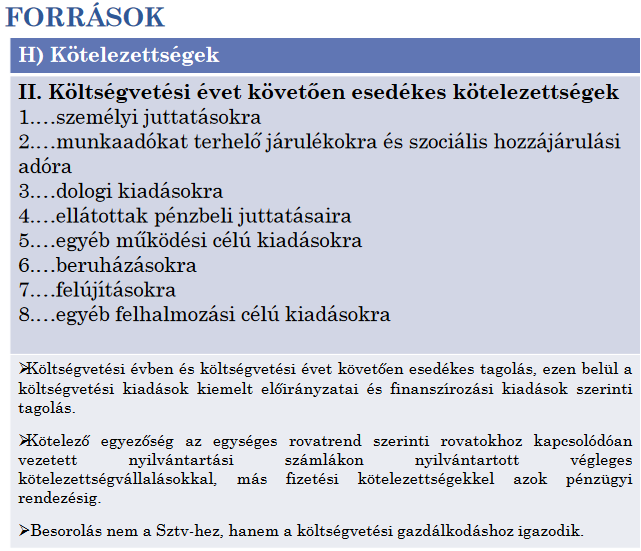 FORRÁSOK
H) Kötelezettségek
II. Költségvetési évet követően esedékes kötelezettségek
1.…személyi juttatásokra
2.…munkaadókat terhelő járulékokra és szociális hozzájárulási
adóra
3.…dologi kiadásokra
4.…ellátottak pénzbeli juttatásaira
5.…egyéb működési célú kiadásokra
6.…beruházásokra
7.…felújításokra
8.…egyéb felhalmozási célú kiadásokra
➢Költségvetési évben és költségvetési évet követően esedékes tagolás, ezen belül a
költségvetési kiadások kiemelt előirányzatai és finanszírozási kiadások szerinti
tagolás.
➢Kötelező egyezőség az egységes rovatrend szerinti rovatokhoz kapcsolódóan
vezetett nyilvántartási számlákon nyilvántartott végleges
kötelezettségvállalásokkal, más fizetési kötelezettségekkel azok pénzügyi
rendezésig.
➢Besorolás nem a Sztv-hez, hanem a költségvetési gazdálkodáshoz igazodik.